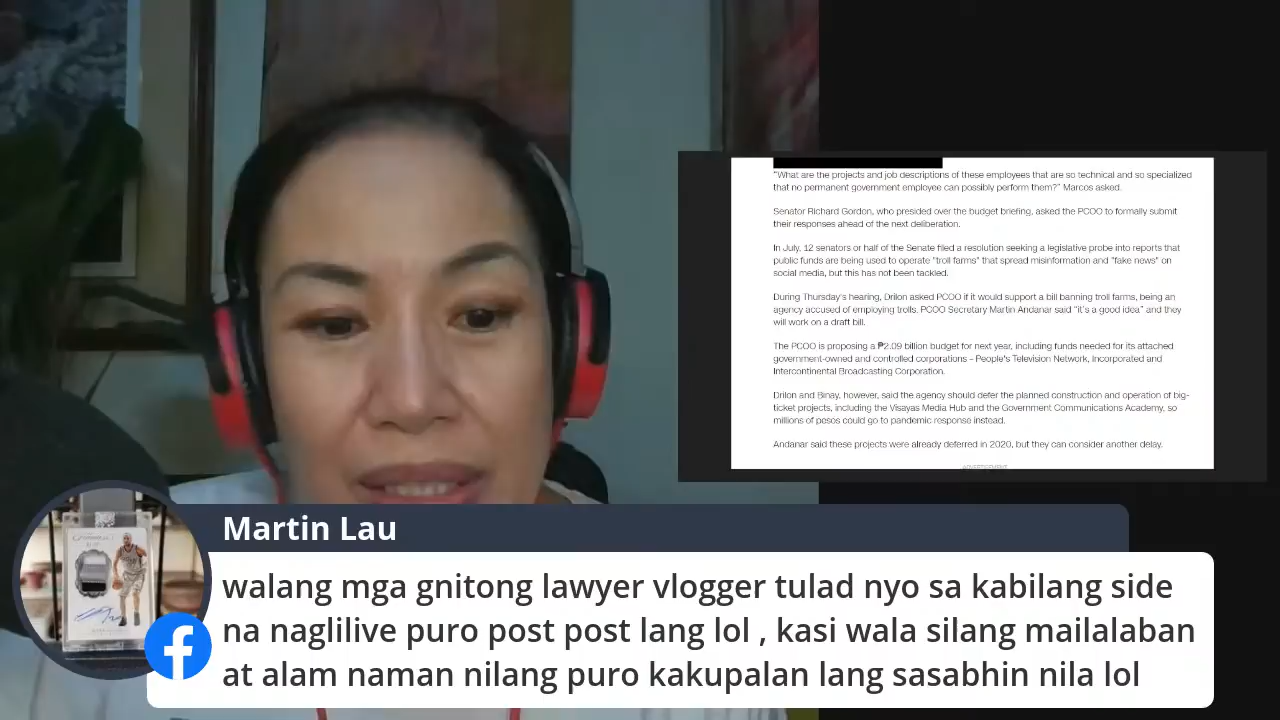 "What are the projects and job descriptions of these employees that are so technical and so specialized
that no permanent government employee can possibly perform them?" Marcos asked.
Senator Richard Gordon, who presided over the budget briefing, asked the PCOO to formally submit
their responses ahead of the next deliberation.
In July, 12 senators or half of the Senate filed a resolution seeking a legislative probe into reports that
public funds are being used to operate "troll farms" that spread misinformation and "fake news" on
social media, but this has not been tackled.
During Thursday's hearing, Drilon asked PCOO if it would support a bill banning troll farms, being an
agency accused of employing trolls. PCOO Secretary Martin Andanar said "it's a good idea" and they
will work on a draft bill.
The PCOO is proposing a ₱2.09 billion budget for next year, including funds needed for its attached
government-owned and controlled corporations - People's Television Network, Incorporated and
Intercontinental Broadcasting Corporation.
Drilon and Binay, however, said the agency should defer the planned construction and operation of big-
ticket projects, including the Visayas Media Hub and the Government Communications Academy, so
millions of pesos could go to pandemic response instead.
Andanar said these projects were already deferred in 2020, but they can consider another delay.
ADVERTISEMENT
Martin Lau
walang mga gnitong lawyer vlogger tulad nyo sa kabilang side
na naglilive puro post post lang lol , kasi wala silang mailalaban
at alam naman nilang puro kakupalan lang sasabhin nila lol